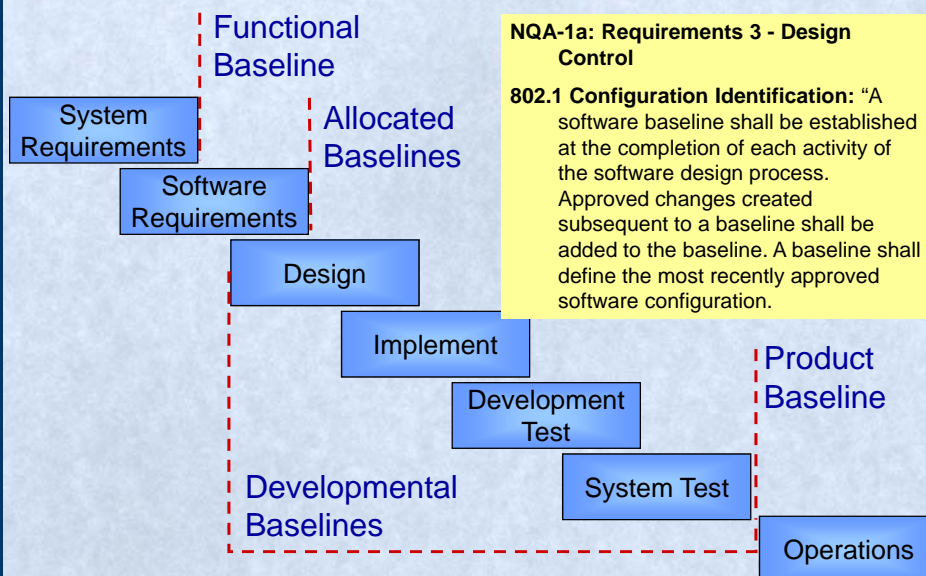 Functional
Baseline
NQA-1a: Requirements 3 - Design
Control
802.1 Configuration Identification: “A
software baseline shall be established
at the completion of each activity of
the software design process.
Approved changes created
subsequent to a baseline shall be
added to the baseline. A baseline shall
define the most recently approved
software configuration.
System
Requirements
Allocated
Baselines
Software
Requirements
Design
Implement
Product
Baseline
Development
Test
Developmental
Baselines
System Test
Operations